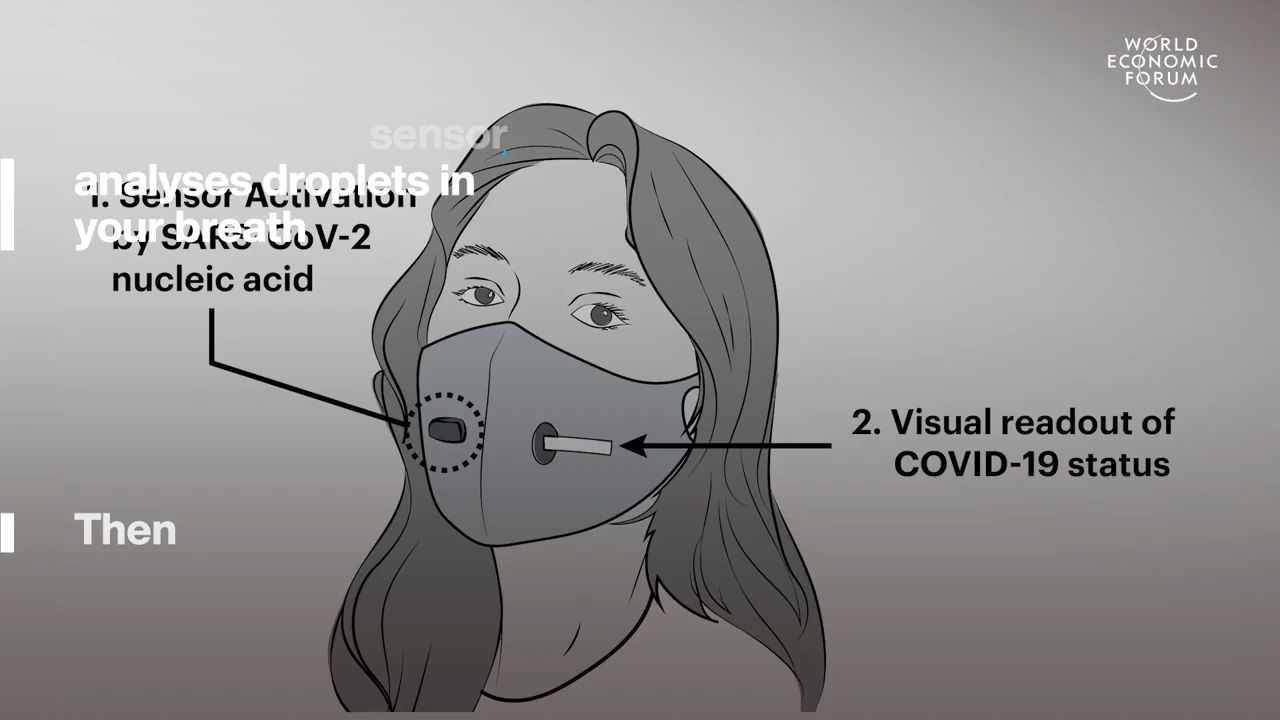 WORLD
ECONOMIC
FORUM
sensor
analyses droplets in
your breath
1. Sensor Activation
by SARS-CoV-2
nucleic acid
2. Visual readout of
COVID-19 status
Then